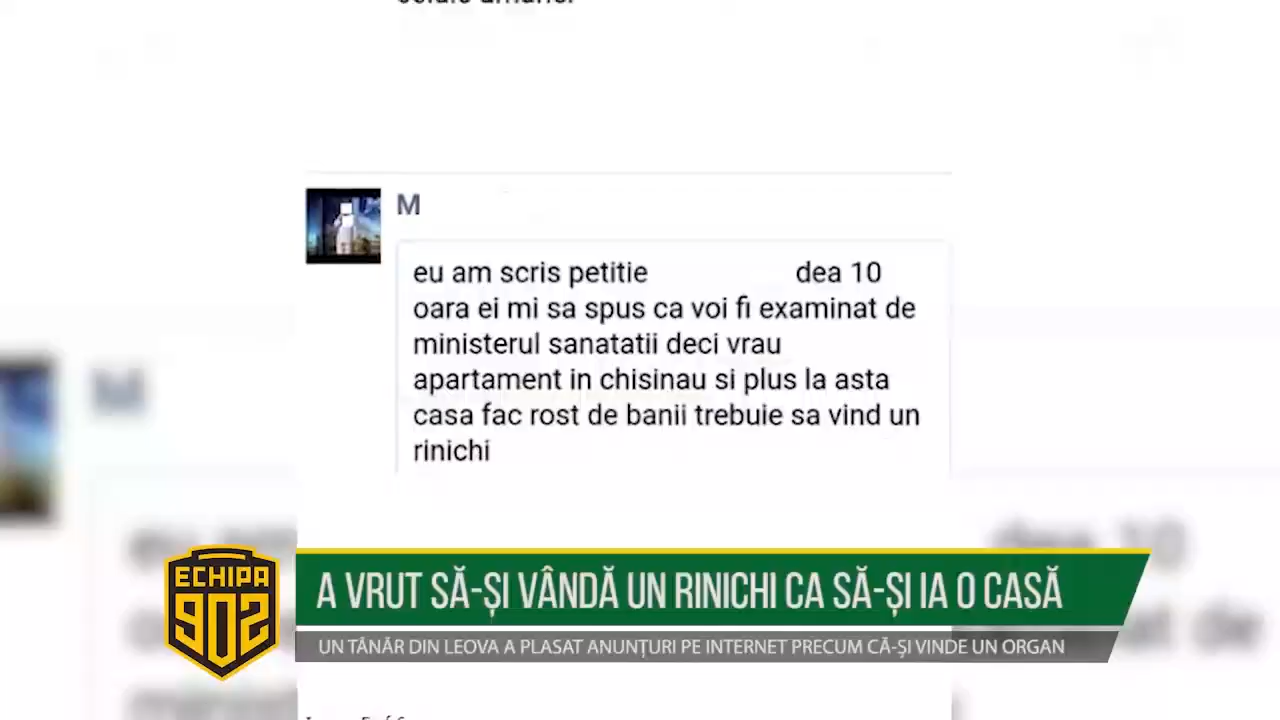 M
eu am scris petitie dea 10
oara ei mi sa spus ca voi fi examinat de
ministerul sanatatii deci vrau
apartament in chisinau si plus la asta
casa fac rost de banii trebuie sa vind un
rinichi
ECHIPA
902
A VRUT SĂ-ȘI VÂNDĂ UN RINICHI CA SĂ-ȘI IA O CASĂ
UN TÂNĂR DIN LEOVA A PLASAT ANUNȚURI PE INTERNET PRECUM CĂ-ŞI VINDE UN ORGAN